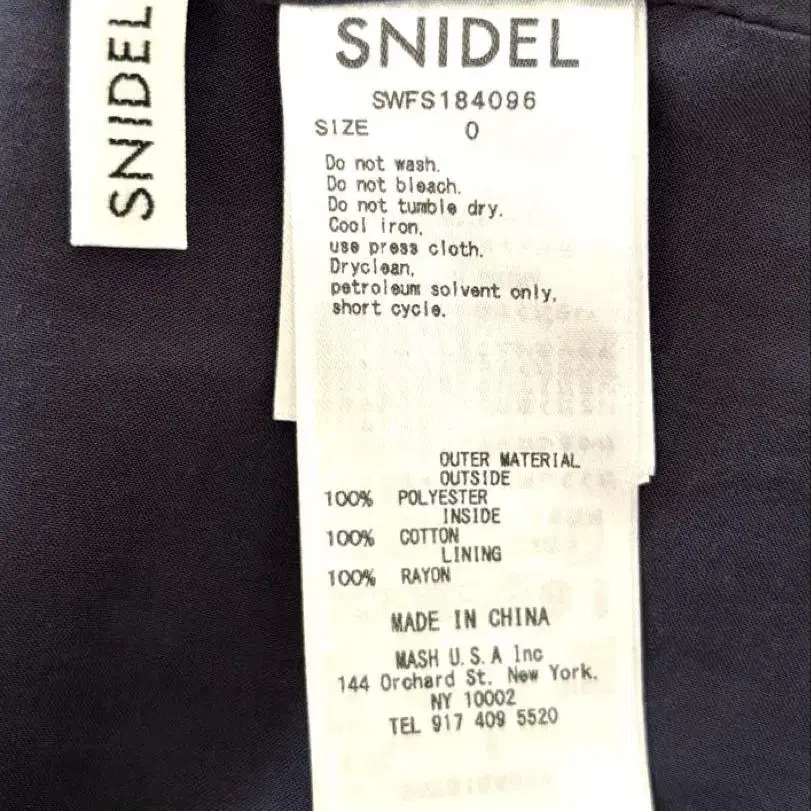 SNIDEL
SNIDEL
SWFS184096
SIZE 0
Do not wash.
Do not bleach.
Do not tumble dry.
Cool iron,
use press cloth.
Dryclean,
petroleum solvent only,
short cycle.
OUTER MATERIAL
OUTSIDE
100% POLYESTER
INSIDE
100% COTTON
LINING
100% RAYON
MADE IN CHINA
MASH U.S.A Inc
144 Orchard St. New York.
NY 10002
TEL 917 409 5520